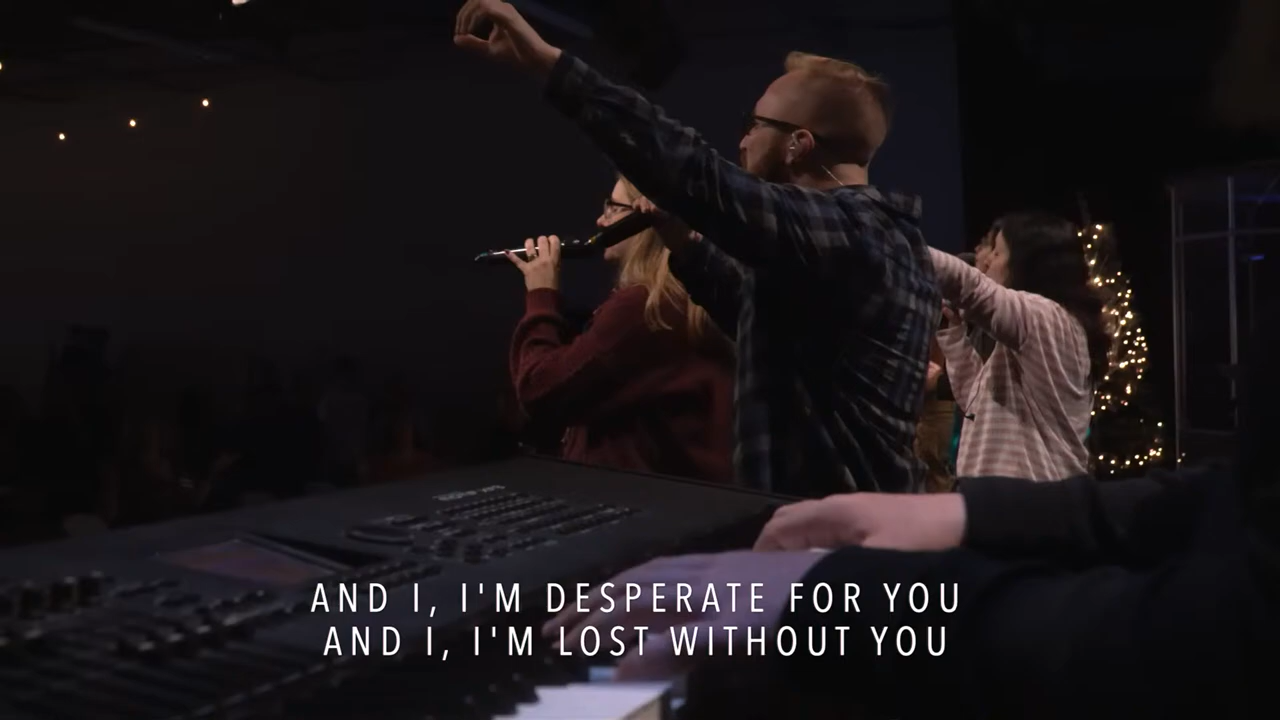 AND I, I'M DESPERATE FOR YOU
AND I, I'M LOST WITHOUT YOU